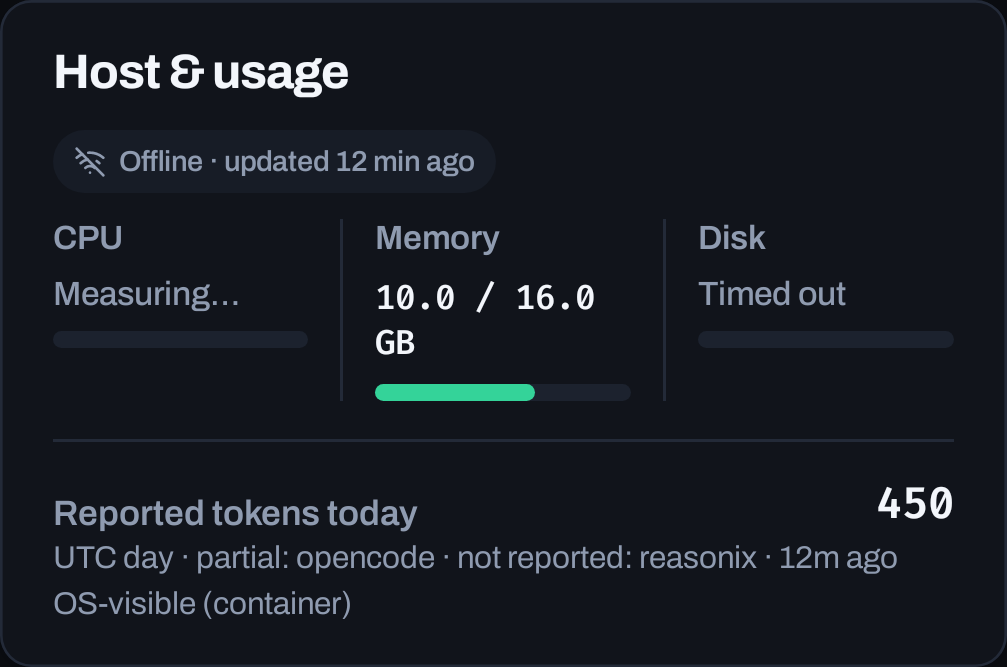 Host & usage
Offline · updated 12 min ago
CPU
Measuring...
Memory
10.0 / 16.0
GB
Disk
Timed out
Reported tokens today
450
UTC day · partial: opencode · not reported: reasonix · 12m ago
OS-visible (container)